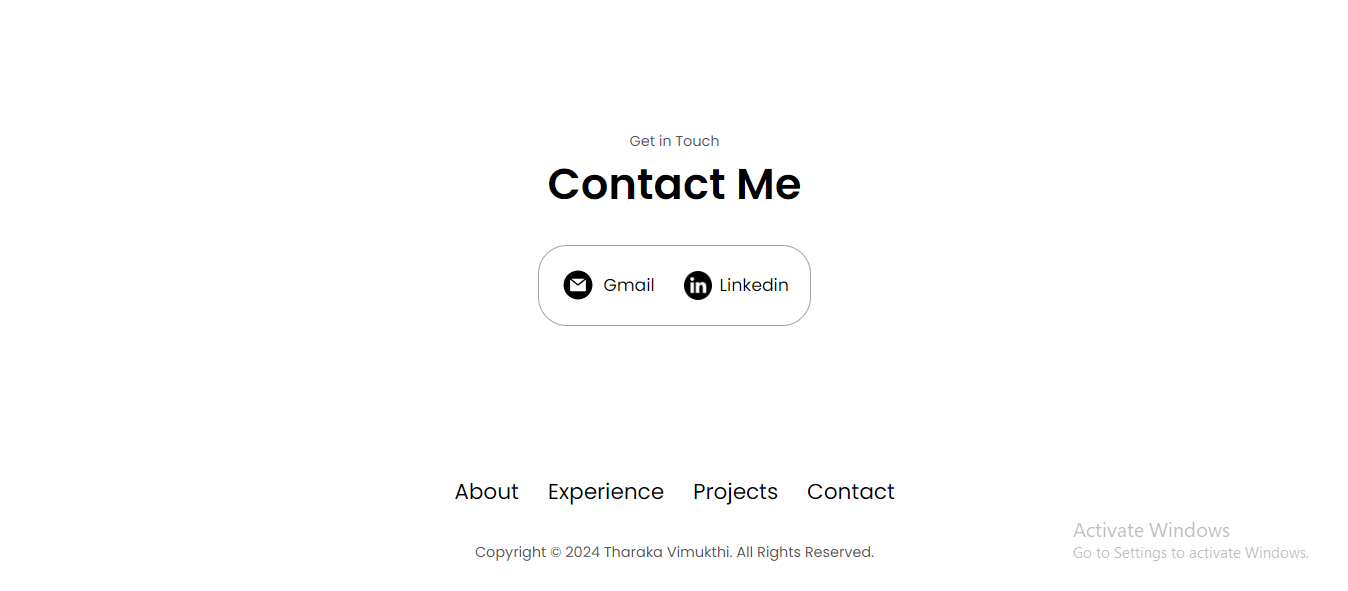 Get in Touch
Contact Me
Gmail in Linkedin
About Experience Projects Contact
Copyright © 2024 Tharaka Vimukthi. All Rights Reserved.
Activate Windows
Go to Settings to activate Windows.